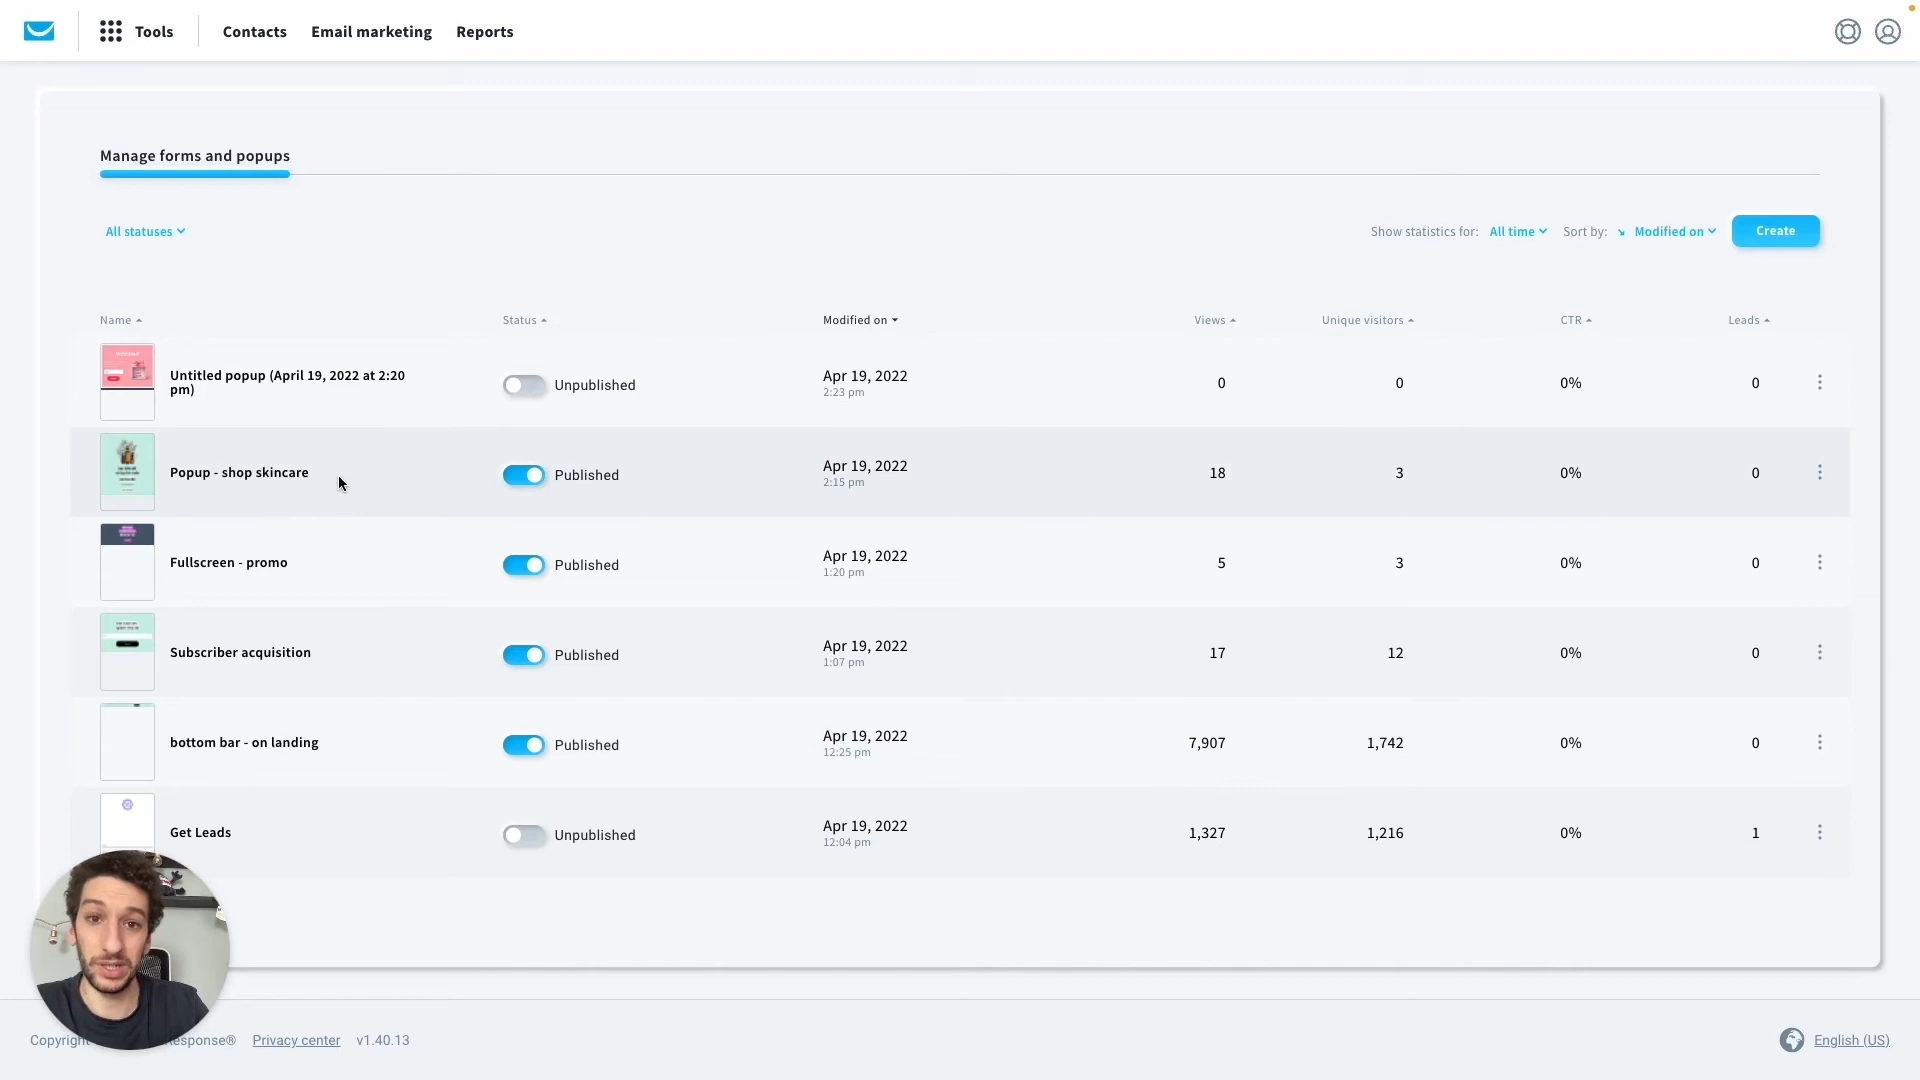 Tools
Contacts
Email marketing
Reports
Manage forms and popups
All statuses
Show statistics for: All time
Sort by: Modified on
Create
Name
Status
Modified on
Views
Unique visitors
CTR
Leads
Untitled popup (April 19, 2022 at 2:20
pm)
Unpublished
Apr 19, 2022
2:23 pm
0
0
0%
0
Popup - shop skincare
Published
Apr 19, 2022
2:15 pm
18
3
0%
0
Fullscreen - promo
Published
Apr 19, 2022
1:20 pm
5
3
0%
0
Subscriber acquisition
Published
Apr 19, 2022
1:07 pm
17
12
0%
0
bottom bar - on landing
Published
Apr 19, 2022
12:25 pm
7,907
1,742
0%
0
Get Leads
Unpublished
Apr 19, 2022
12:04 pm
1,327
1,216
0%
1
Privacy center
v1.40.13
English (US)